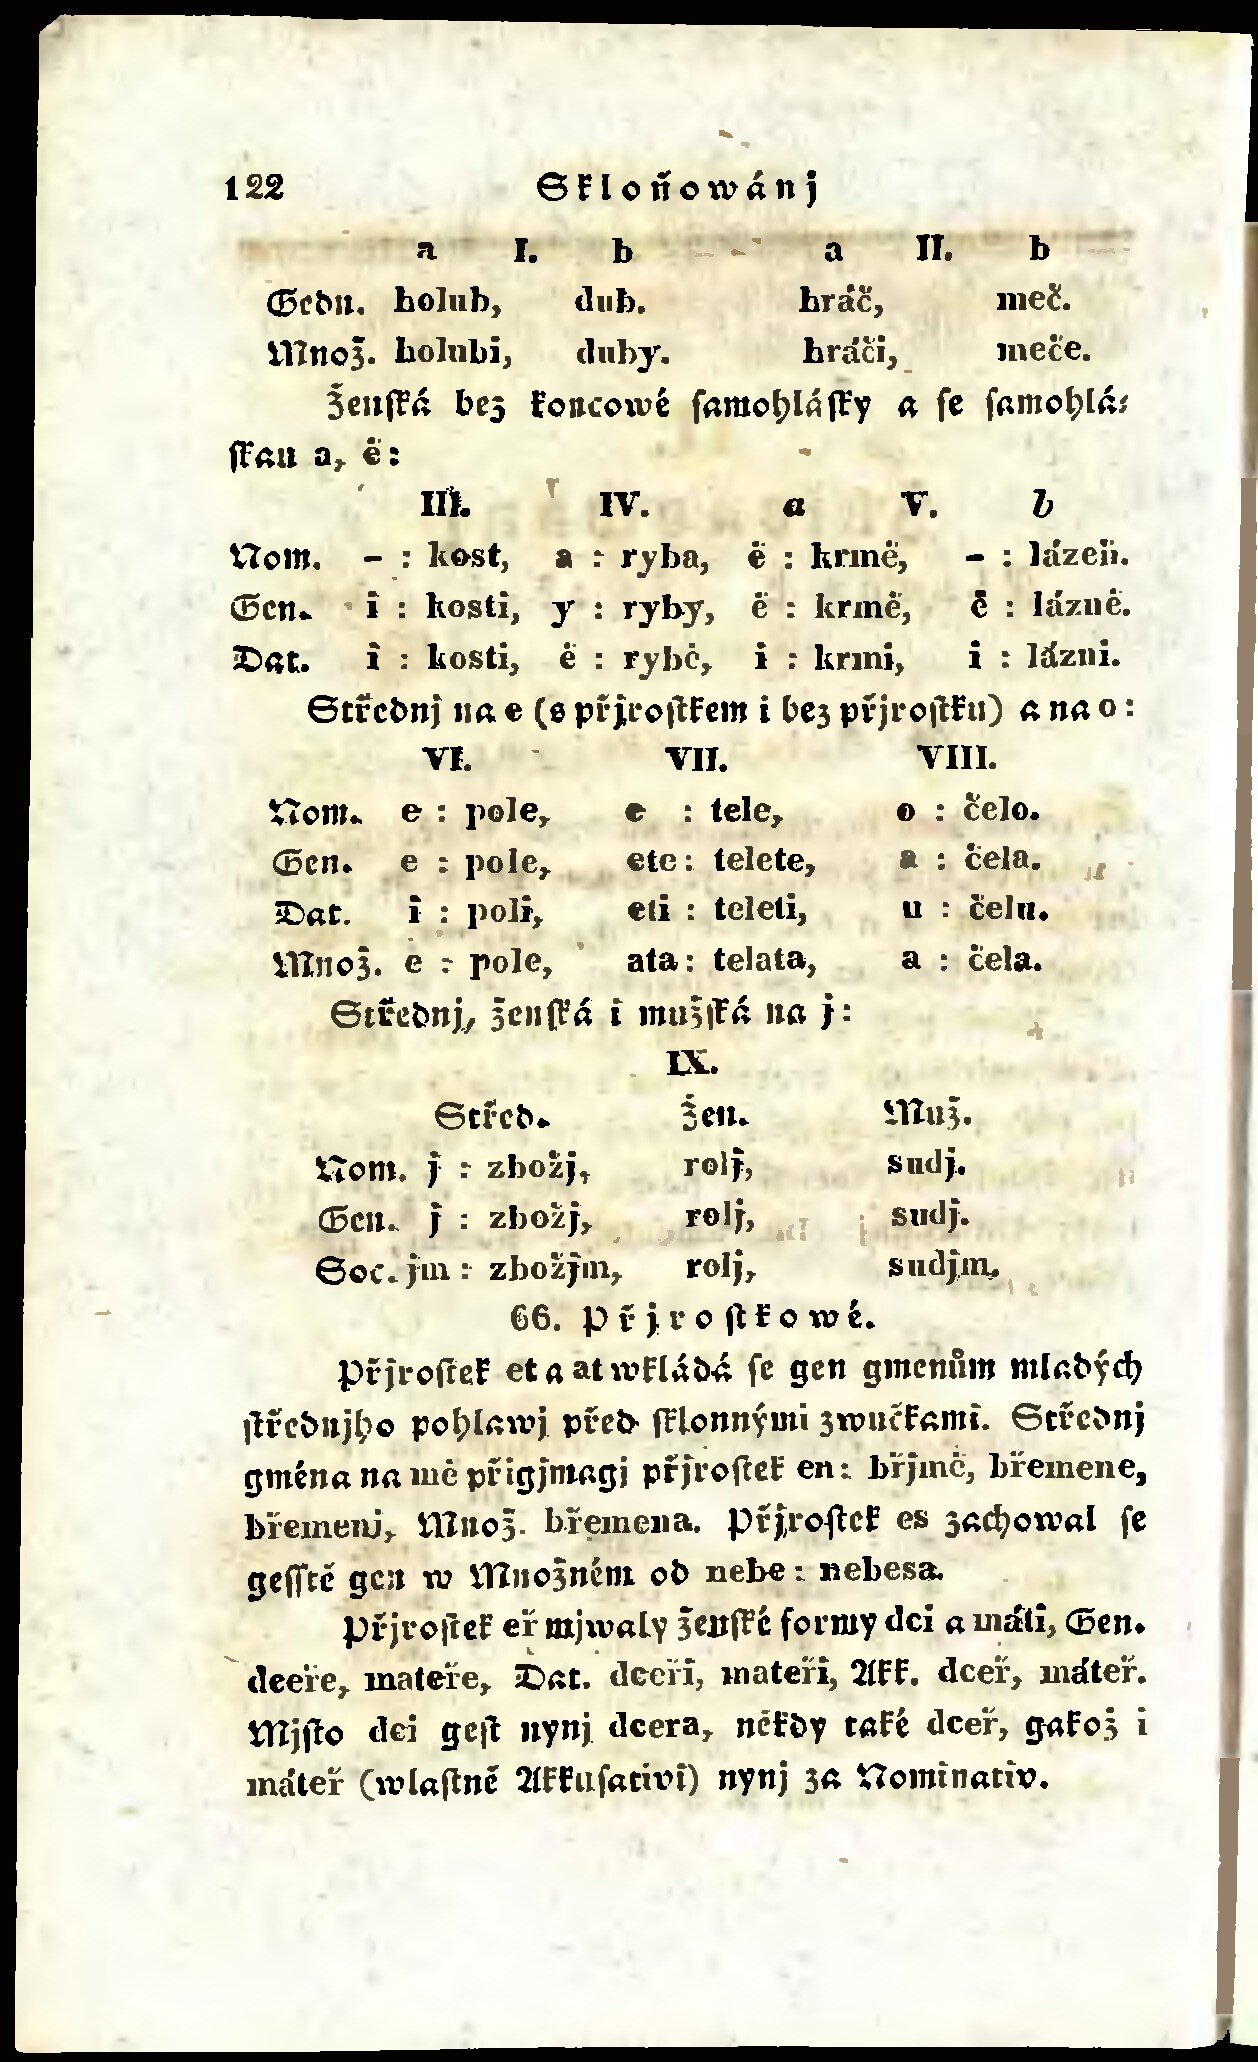 122 Skloňowánj
a I. b a II. b
Gedn. holub, dub. hráč, meč.
Množ. holubi, duby. hráči, meče.
Ženſká bez koncowé ſamohláſky a ſe ſamohlá⸗
ſkau a, ě:
III. IV. a V. b
Nom. – : kost, a : ryba, ě : krmě, – : lázeň.
Gen. i : kosti, y : ryby, ě : krmě, ě : lázně.
Dat. i : kosti, ě : rybě, i : krmi, i : lázni.
Střednj na e (s přjroſtkem i bez přjroſtku) a na o:
VI. VII. VIII.
Nom. e : pole, e : tele, o : čelo.
Gen. e : pole, ete : telete, a : čela.
Dat. i : poli, eti : teleti, u : čelu.
Množ. e : pole, ata : telata, a : čela.
Střednj, ženſká i mužſká na j:
IX.
Střed. Žen. Muž.
Nom. j : zbožj, rolj, sudj.
Gen. j : zbožj, rolj, sudj.
Soc. jm : zbožjm, rolj, sudjm.
66. Přjroſtkowé.
Přjroſtek et a at wkládá ſe gen gmenům mladých
ſtřednjho pohlawj před ſklonnými zwučkami. Střednj
gména na mě přigjmagj přjroſtek en: břjmě, břemene,
břemenj, Množ. břemena. Přjroſtek es zachowal ſe
geſſtě gen w Množném od nebe: nebesa.
Přjroſtek eř mjwaly ženſké formy dci a máti, Gen.
dceře, mateře, Dat. dceři, mateři, Akk. dceř, máteř.
Mjſto dci geſt nynj dcera, někdy také dceř, gakož i
máteř (wlaſtně Akkuſativi) nynj za Nominativ.